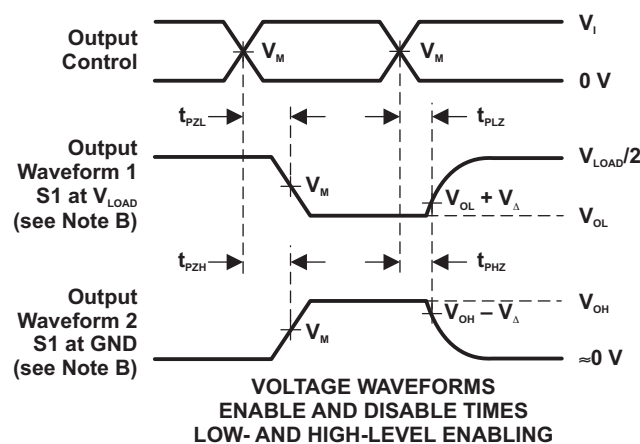 Output
Control
V_M
V_M
V_I
0 V
t_PZL
t_PLZ
Output
Waveform 1
S1 at V_LOAD
(see Note B)
V_M
V_OL + V_Δ
V_LOAD/2
V_OL
t_PZH
t_PHZ
Output
Waveform 2
S1 at GND
(see Note B)
V_M
V_OH – V_Δ
V_OH
≈0 V
VOLTAGE WAVEFORMS
ENABLE AND DISABLE TIMES
LOW- AND HIGH-LEVEL ENABLING